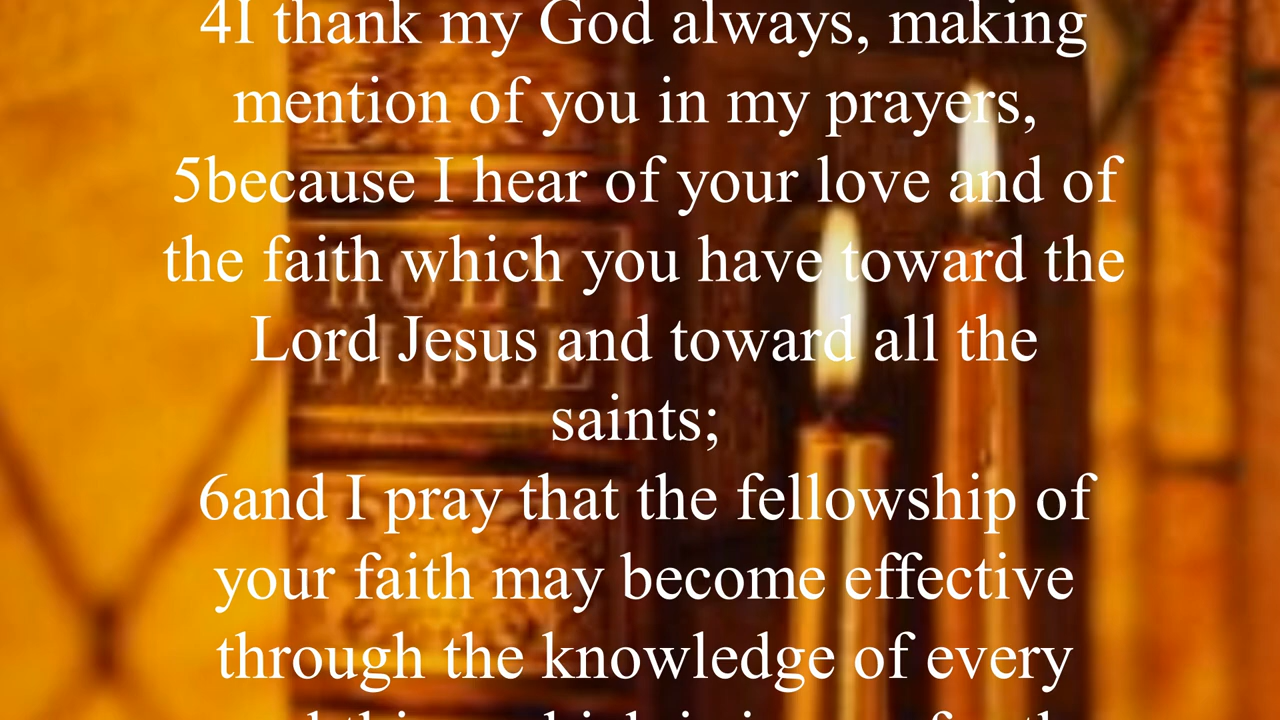 4I thank my God always, making
mention of you in my prayers,
5because I hear of your love and of
the faith which you have toward the
Lord Jesus and toward all the
saints;
6and I pray that the fellowship of
your faith may become effective
through the knowledge of every
HOLY
BIBLE